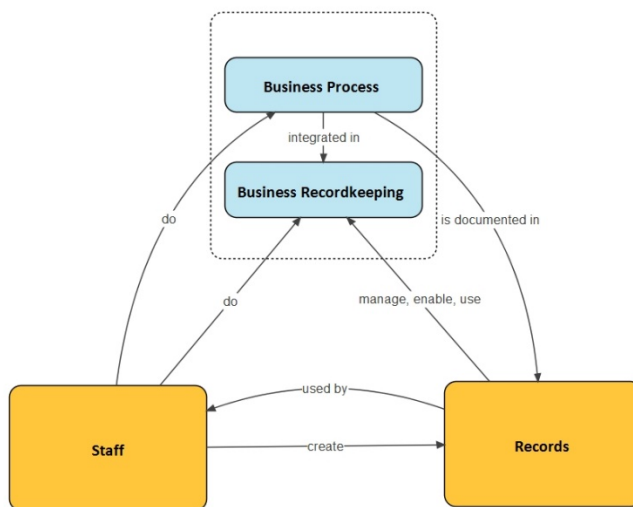 Business Process
integrated in
Business Recordkeeping
do
is documented in
do
manage, enable, use
used by
Staff
create
Records